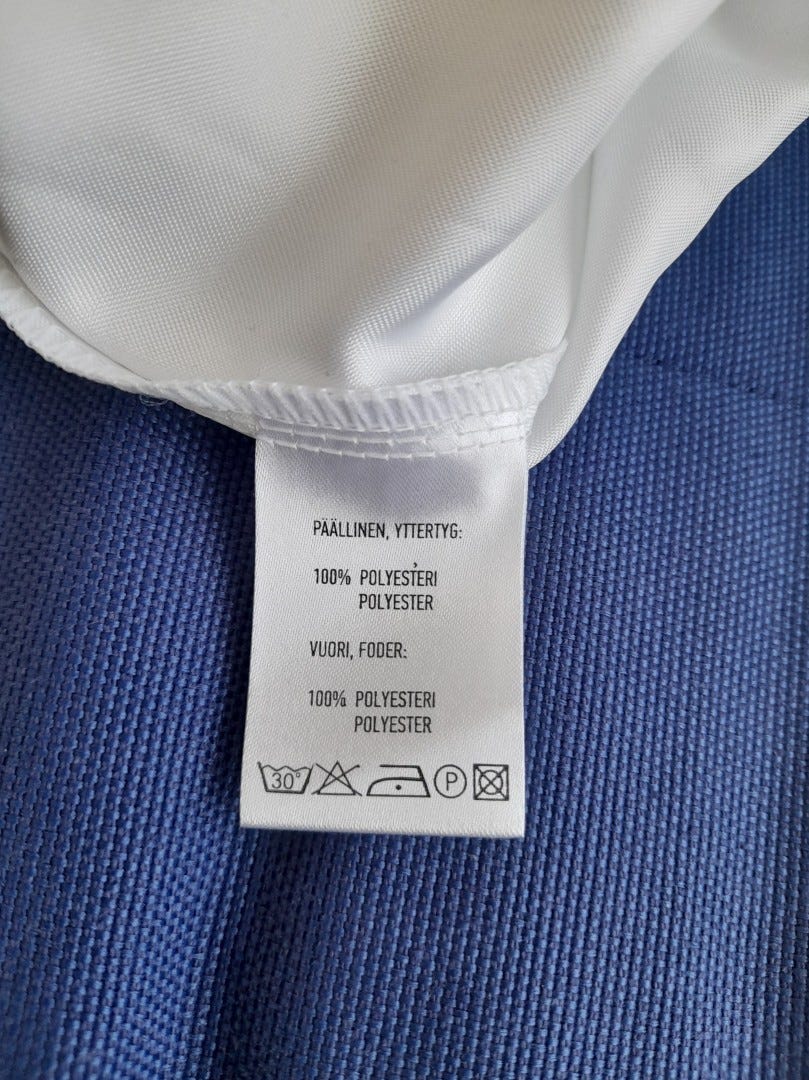 PÄÄLLINEN, YTTERTYG:
100% POLYESTERI
POLYESTER
VUORI, FODER:
100% POLYESTERI
POLYESTER
30° P